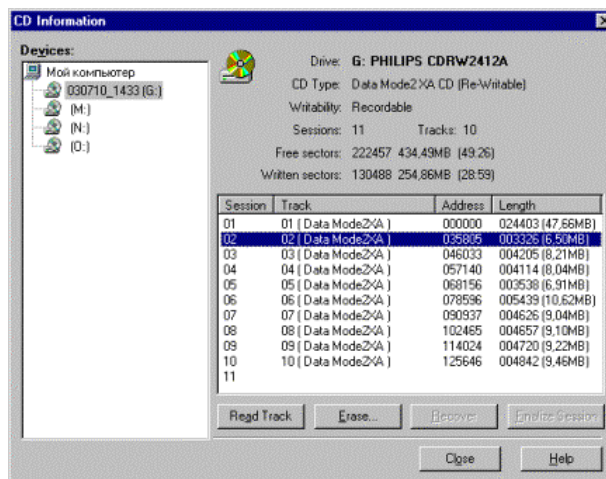 CD Information
Devices:
Мой компьютер
030710_1433 (G:)
(M:)
(N:)
(O:)
Drive: G: PHILIPS CDRW2412A
CD Type: Data Mode2 XA CD (Re-Writable)
Writability: Recordable
Sessions: 11 Tracks: 10
Free sectors: 222457 434,49MB (49:26)
Written sectors: 130488 254,86MB (28:59)
Session Track Address Length
01 01 ( Data Mode2XA ) 000000 024403 (47,66MB)
02 02 ( Data Mode2XA ) 035805 003326 (6,50MB)
03 03 ( Data Mode2XA ) 046033 004205 (8,21MB)
04 04 ( Data Mode2XA ) 057140 004114 (8,04MB)
05 05 ( Data Mode2XA ) 068156 003538 (6,91MB)
06 06 ( Data Mode2XA ) 078596 005439 (10,62MB)
07 07 ( Data Mode2XA ) 090937 004626 (9,04MB)
08 08 ( Data Mode2XA ) 102465 004657 (9,10MB)
09 09 ( Data Mode2XA ) 114024 004720 (9,22MB)
10 10 ( Data Mode2XA ) 125646 004842 (9,46MB)
11
Read Track Erase... Recover Finalize Session
Close Help